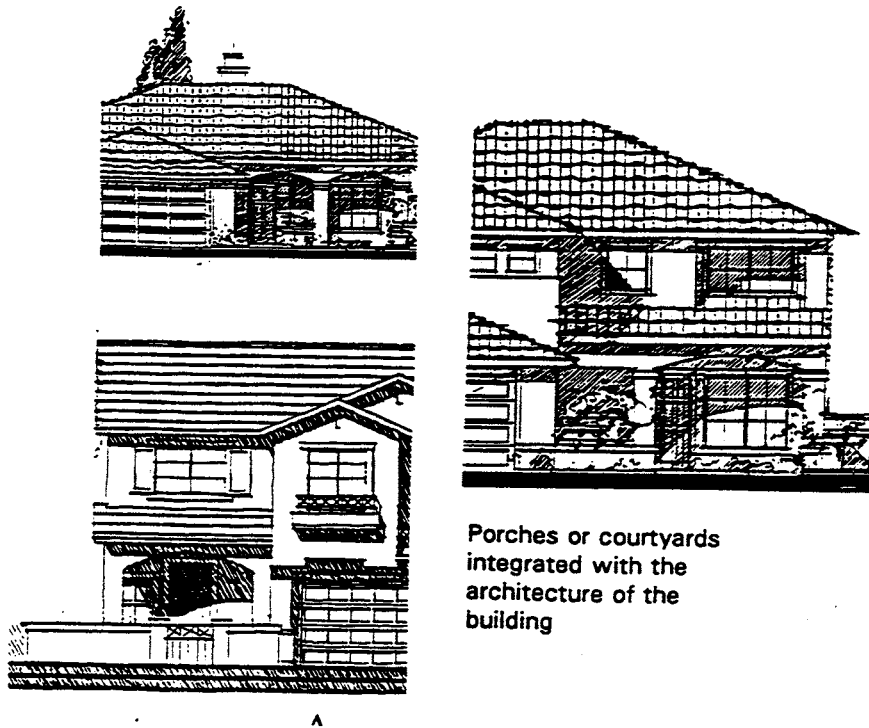 Porches or courtyards
integrated with the
architecture of the
building